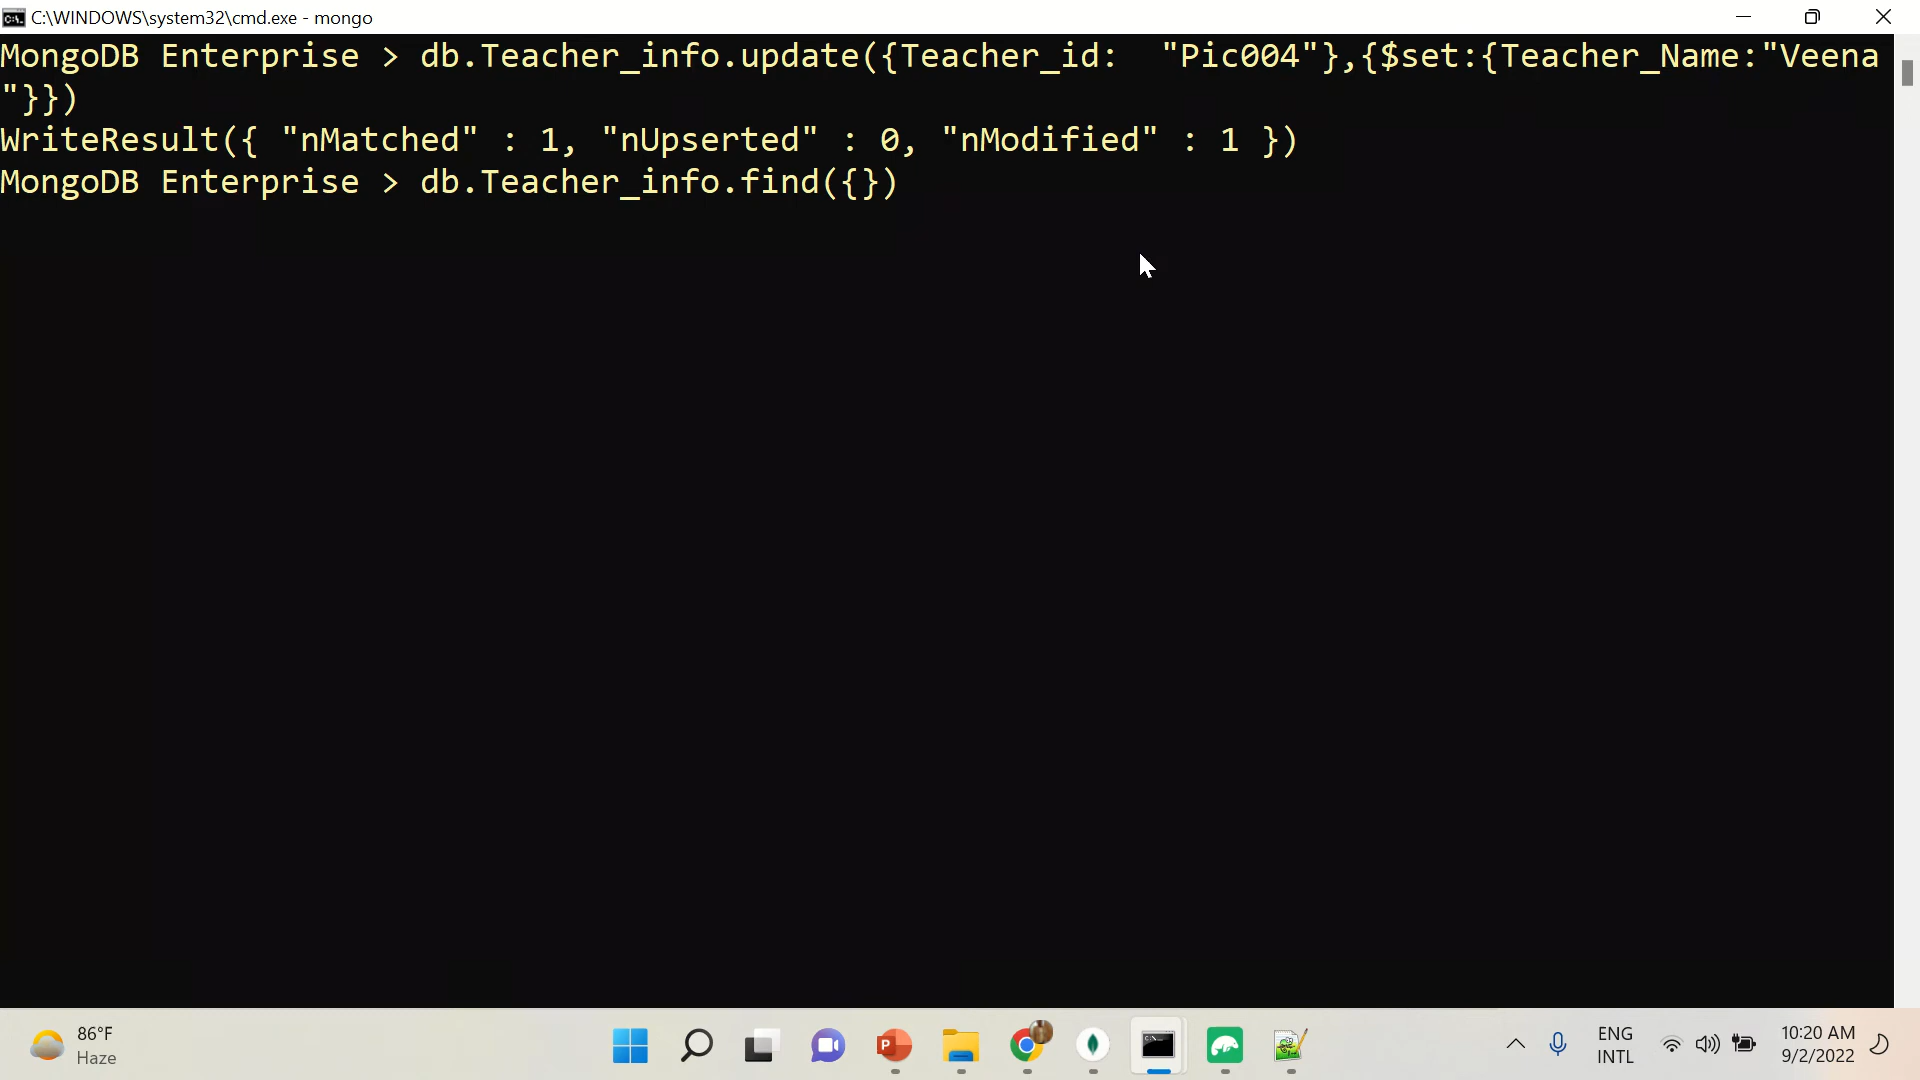 C:\WINDOWS\system32\cmd.exe - mongo
MongoDB Enterprise > db.Teacher_info.update({Teacher_id:  "Pic004"},{$set:{Teacher_Name:"Veena
"}})
WriteResult({ "nMatched" : 1, "nUpserted" : 0, "nModified" : 1 })
MongoDB Enterprise > db.Teacher_info.find({})
86°F
Haze
ENG
INTL
10:20 AM
9/2/2022